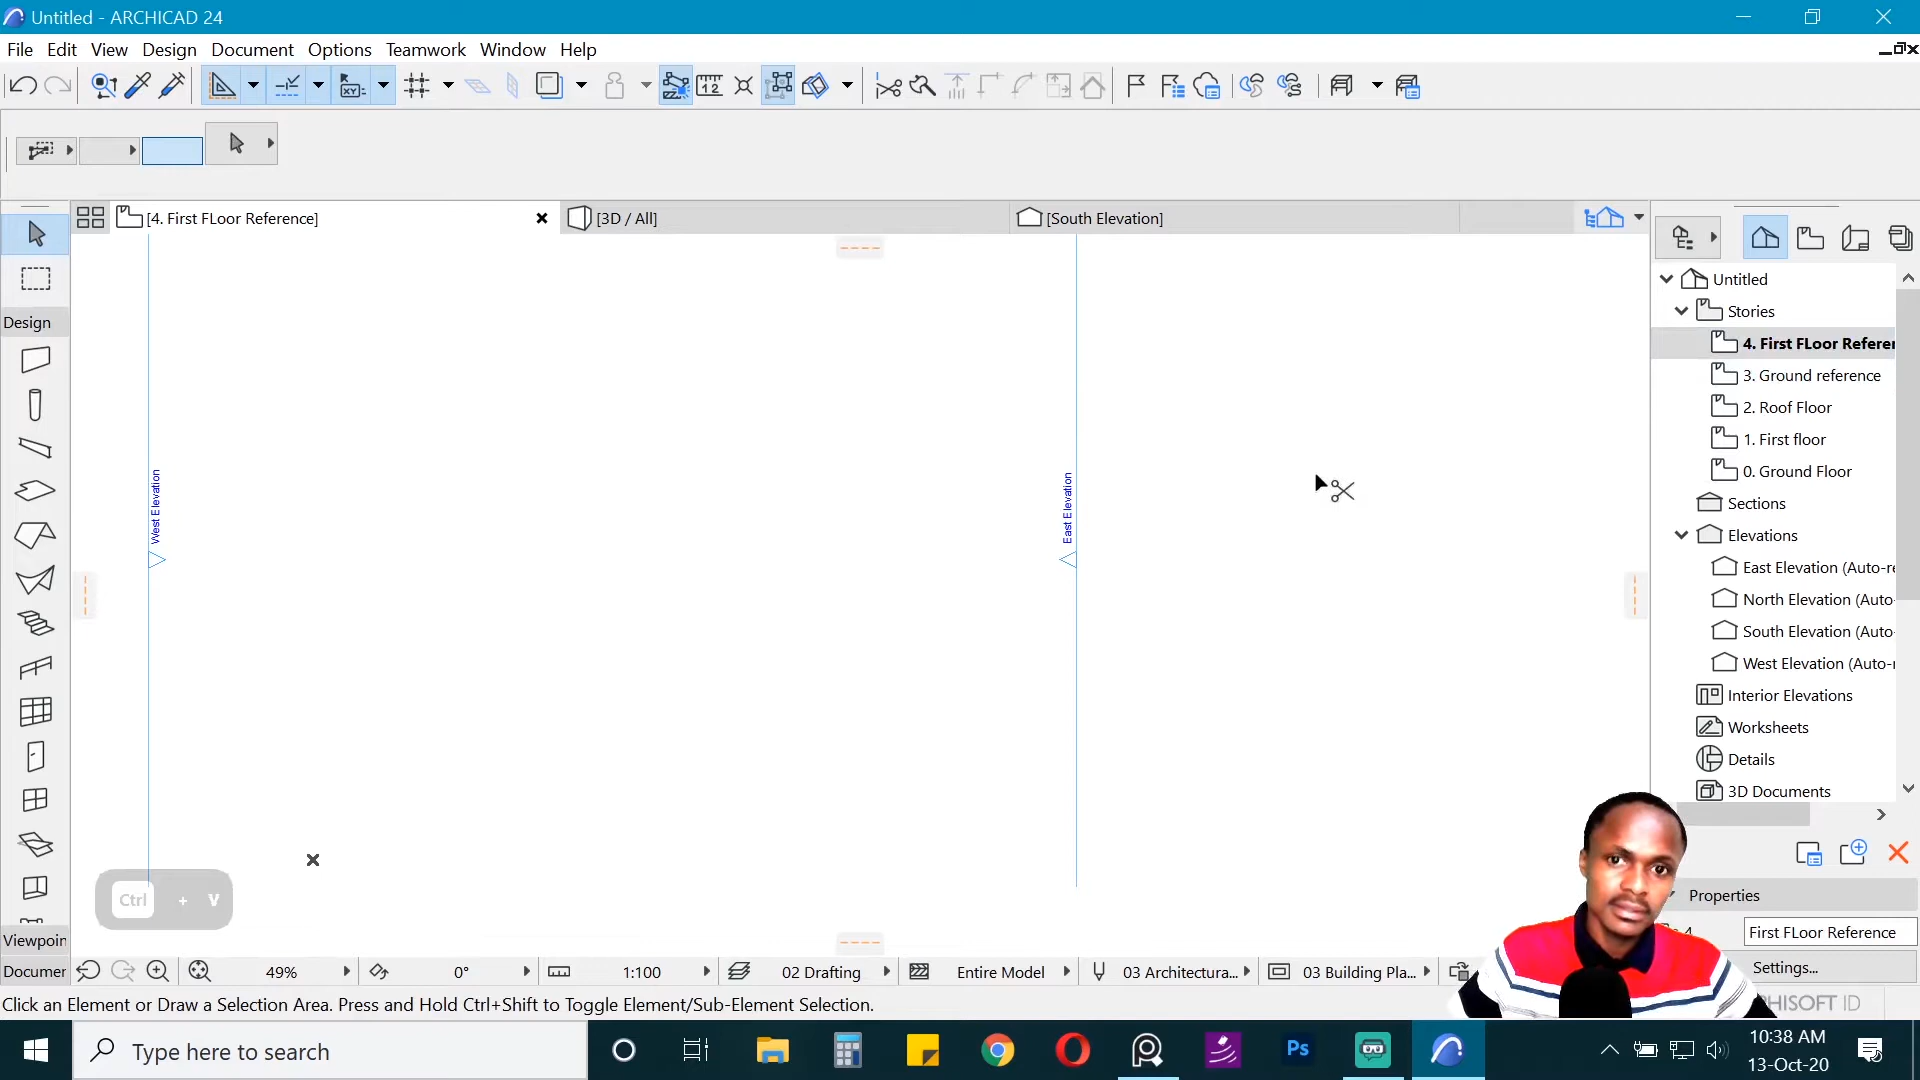 Untitled - ARCHICAD 24
File Edit View Design Document Options Teamwork Window Help
[4. First FLoor Reference]
[3D / All]
[South Elevation]
Design
West Elevation
East Elevation
Untitled
Stories
4. First FLoor Referer
3. Ground reference
2. Roof Floor
1. First floor
0. Ground Floor
Sections
Elevations
East Elevation (Auto-re
North Elevation (Auto-
South Elevation (Auto-
West Elevation (Auto-r
Interior Elevations
Worksheets
Details
3D Documents
Properties
4
First FLoor Reference
Settings...
Ctrl + V
Viewpoin
Documer
49%
0°
1:100
02 Drafting
Entire Model
03 Architectura...
03 Building Pla...
Click an Element or Draw a Selection Area. Press and Hold Ctrl+Shift to Toggle Element/Sub-Element Selection.
HISOFT ID
Type here to search
Ps
10:38 AM
13-Oct-20